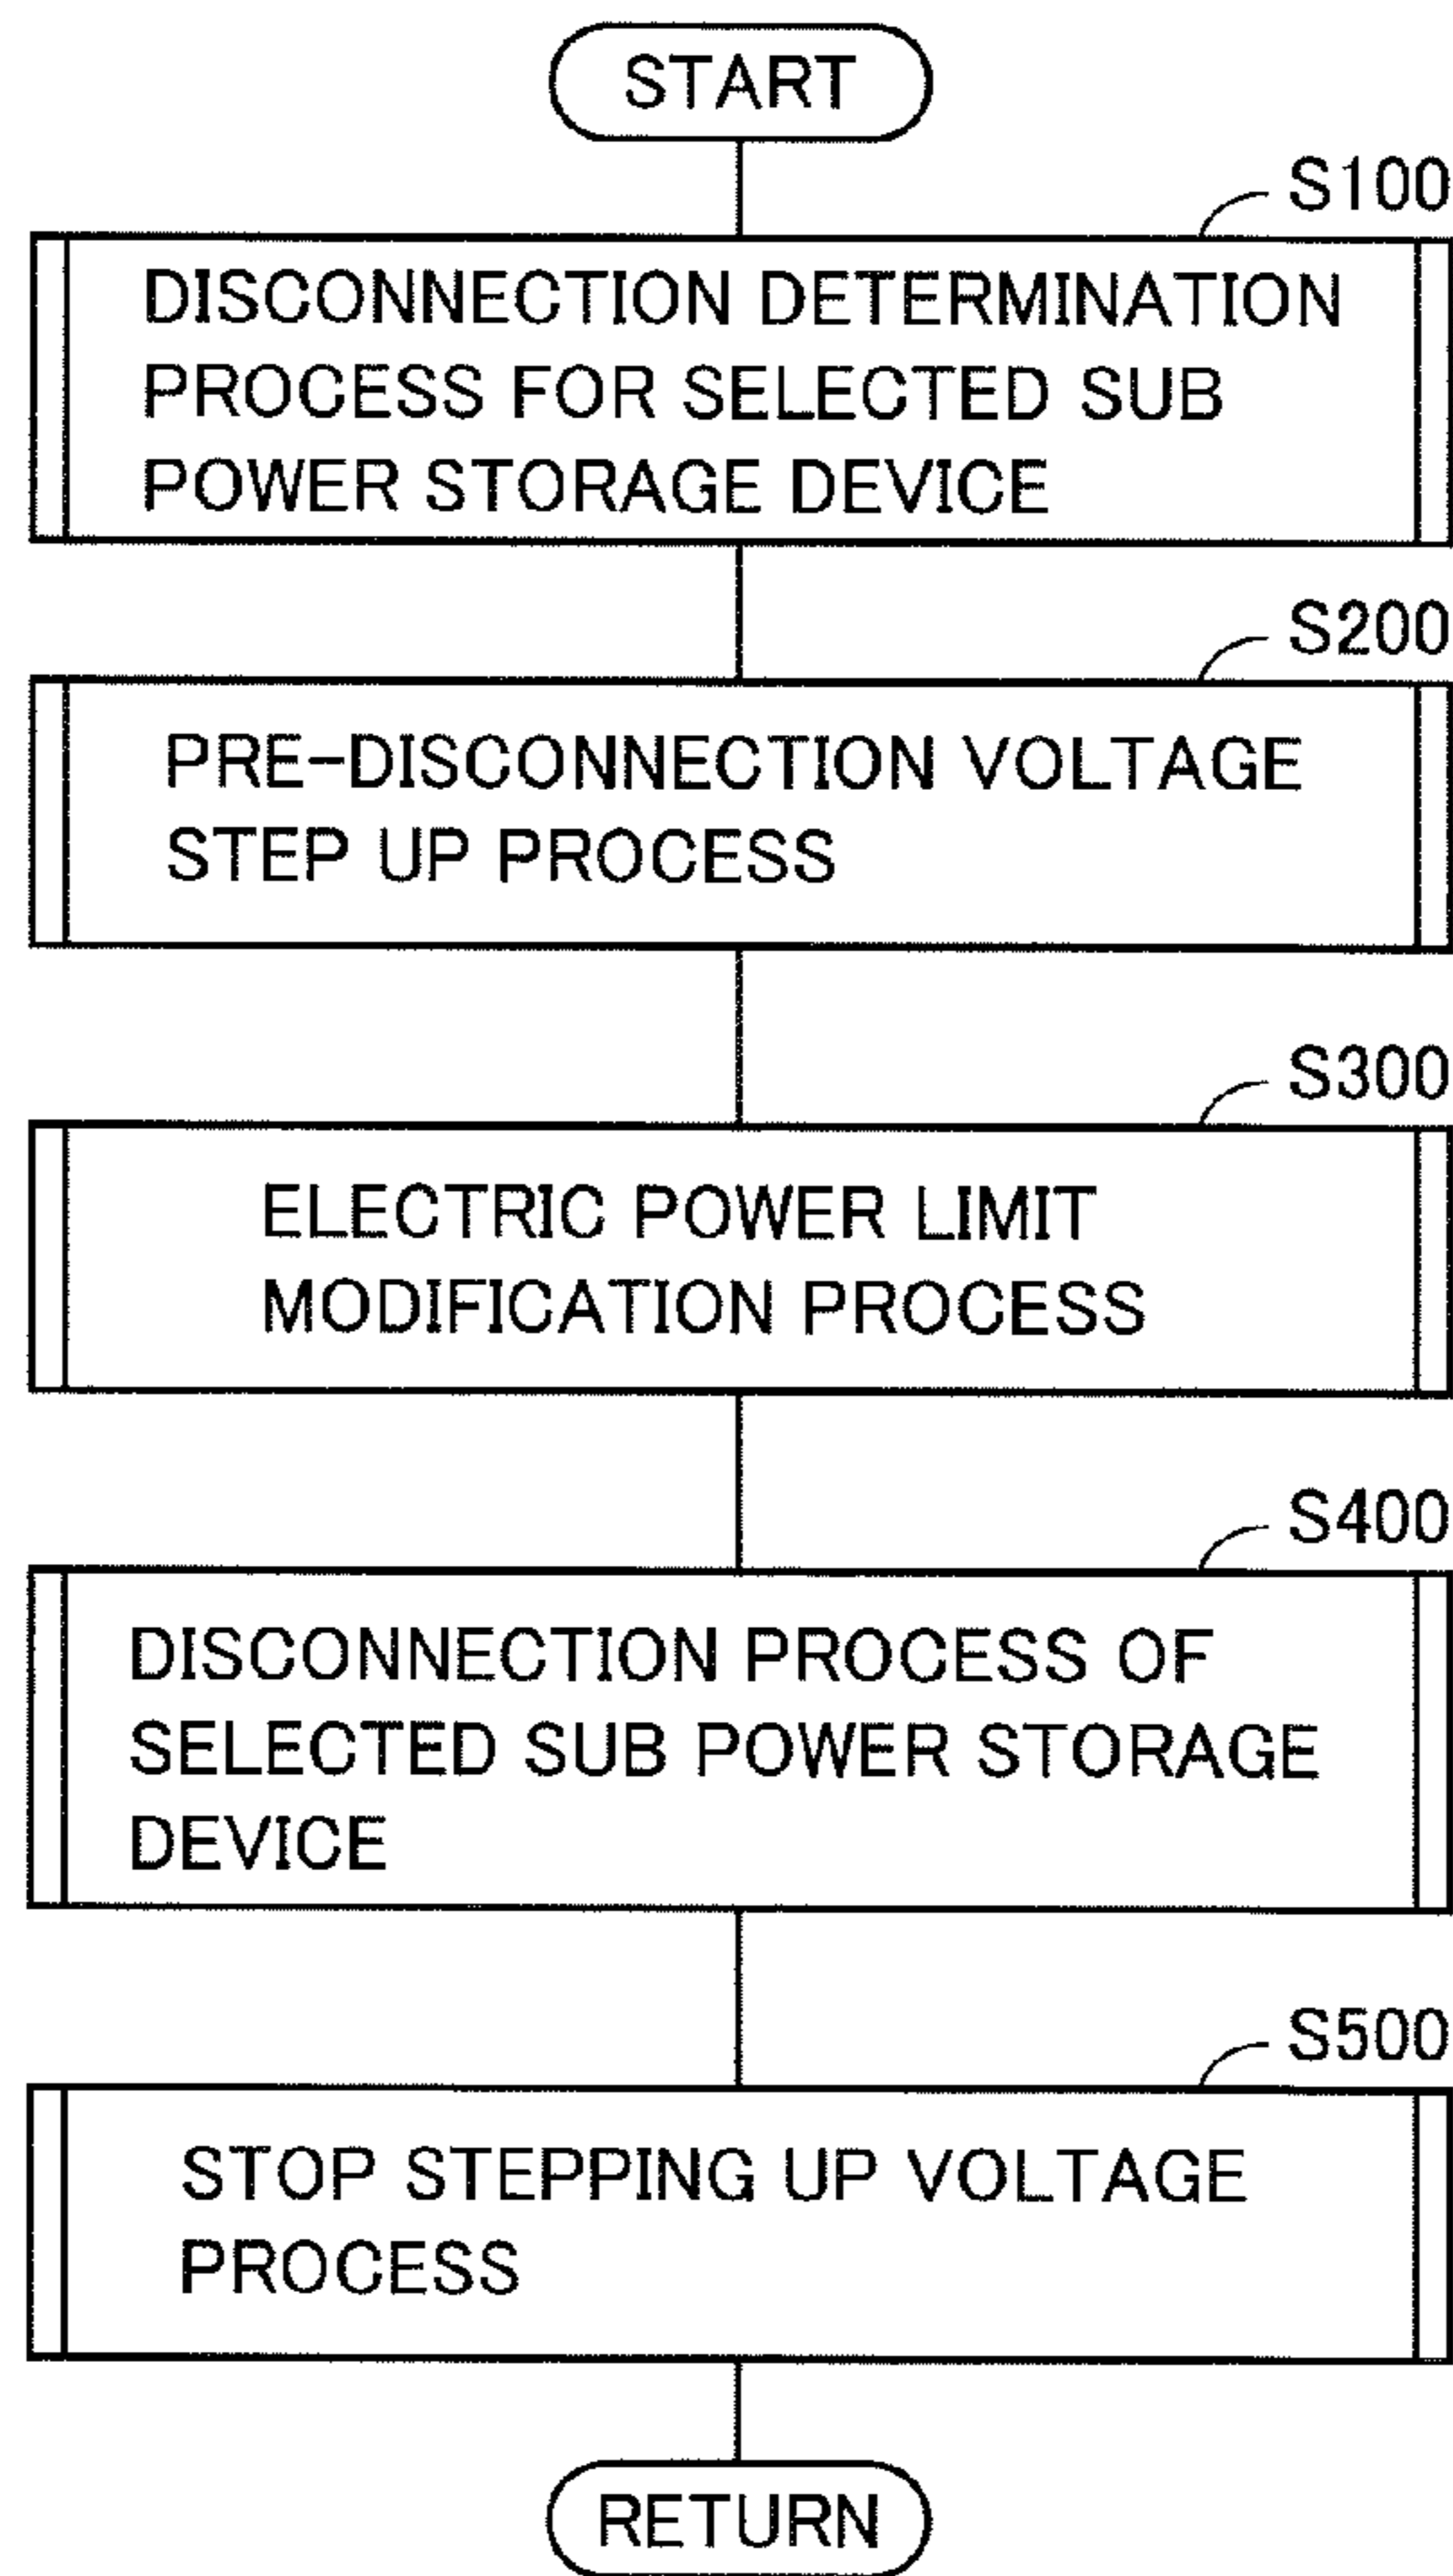 START
S100
DISCONNECTION DETERMINATION
PROCESS FOR SELECTED SUB
POWER STORAGE DEVICE
S200
PRE-DISCONNECTION VOLTAGE
STEP UP PROCESS
S300
ELECTRIC POWER LIMIT
MODIFICATION PROCESS
S400
DISCONNECTION PROCESS OF
SELECTED SUB POWER STORAGE
DEVICE
S500
STOP STEPPING UP VOLTAGE
PROCESS
RETURN